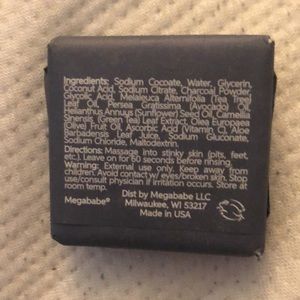 Ingredients: Sodium Cocoate, Water, Glycerin,
Coconut Acid, Sodium Citrate, Charcoal Powder,
Glycolic Acid, Melaleuca Alternifolia (Tea Tree)
Leaf Oil, Persea Gratissima (Avocado) Oil,
Helianthus Annuus (Sunflower) Seed Oil, Camellia
Sinensis (Green Tea) Leaf Extract, Olea Europaea
(Olive) Fruit Oil, Ascorbic Acid (Vitamin C), Aloe
Barbadensis Leaf Juice, Sodium Gluconate,
Sodium Chloride, Maltodextrin.
Directions: Massage into stinky skin (pits, feet,
etc.). Leave on for 60 seconds before rinsing.
Warning: External use only. Keep away from
children. Avoid contact w/ eyes/broken skin. Stop
use/consult physician if irritation occurs. Store at
room temp.
Dist by Megababe LLC
Megababe® Milwaukee, WI 53217
Made in USA